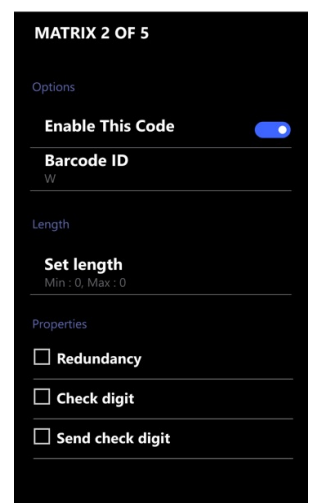 MATRIX 2 OF 5
Options
Enable This Code
Barcode ID
W
Length
Set length
Min : 0, Max : 0
Properties
Redundancy
Check digit
Send check digit